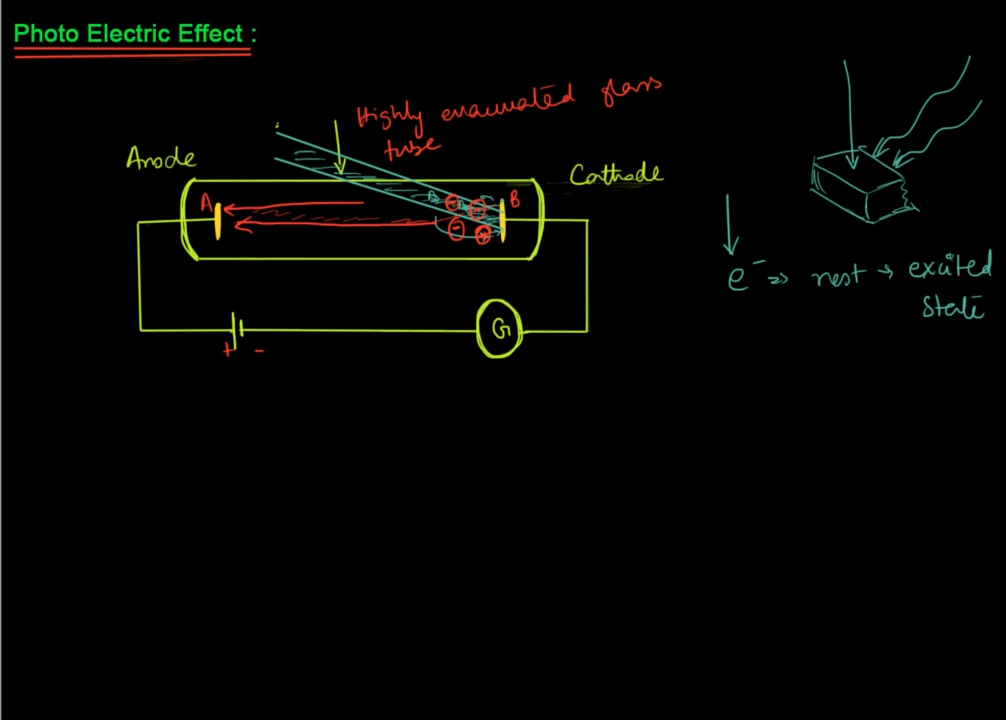 Photo Electric Effect :
Highly evacuated glass
tube
Anode
Cathode
A
B
e⁻ ⇒ rest → excited
state
G
+ -